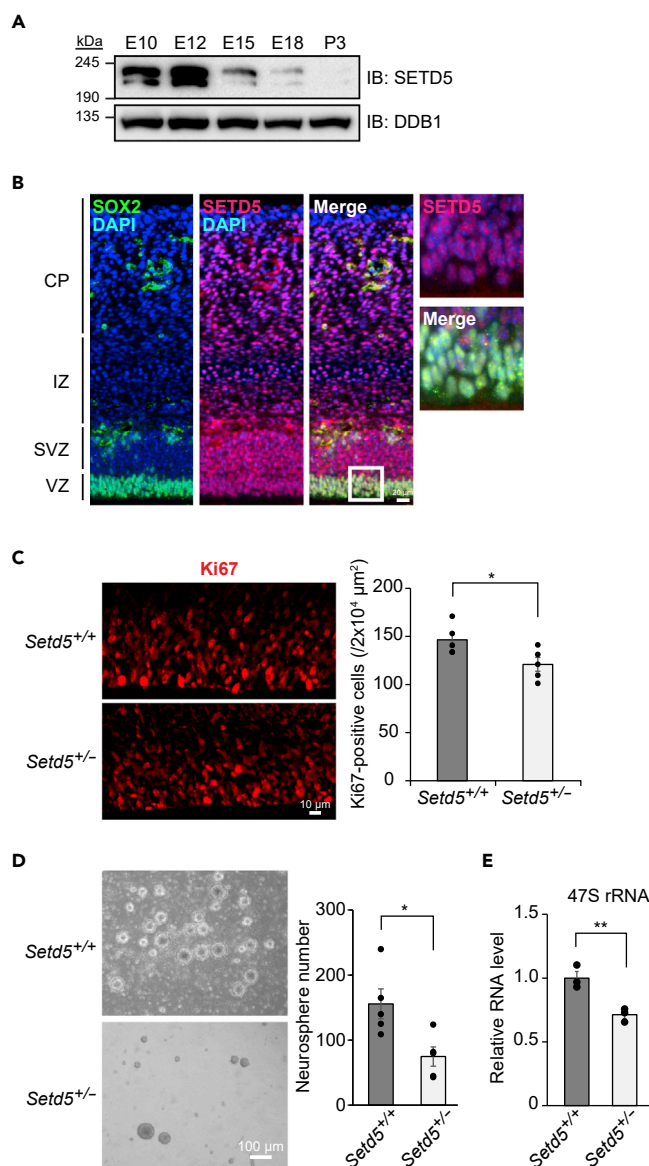 A
kDa E10 E12 E15 E18 P3
245
190
IB: SETD5
135
IB: DDB1
B
SOX2
DAPI
SETD5
DAPI
Merge
SETD5
Merge
CP
IZ
SVZ
VZ
20 µm
C
Ki67
Setd5+/+
Setd5+/−
10 µm
Ki67-positive cells (/2x10⁴ µm²)
200
150
100
50
0
*
Setd5+/+
Setd5+/−
D
Setd5+/+
Setd5+/−
100 µm
Neurosphere number
300
200
100
0
*
Setd5+/+
Setd5+/−
E
47S rRNA
Relative RNA level
1.5
1.0
0.5
0
**
Setd5+/+
Setd5+/−